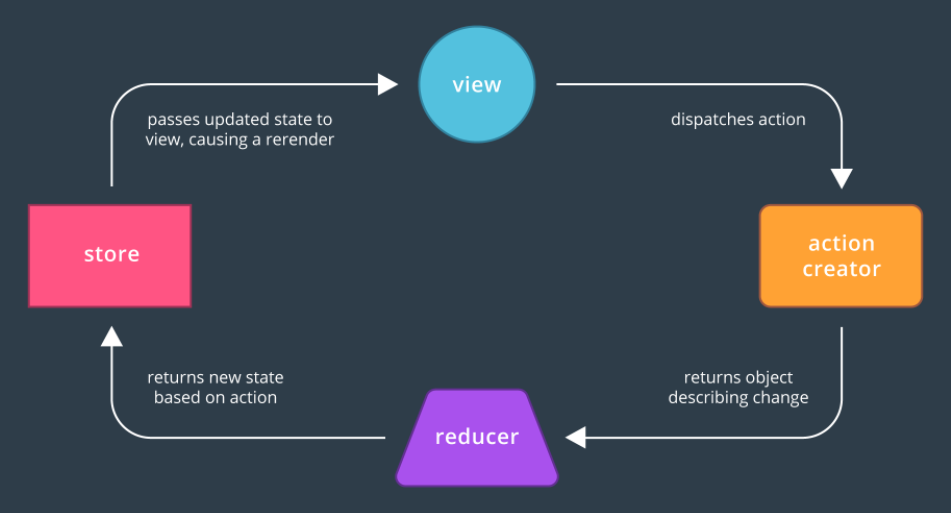 view
passes updated state to
view, causing a rerender
dispatches action
store
action
creator
returns new state
based on action
returns object
describing change
reducer